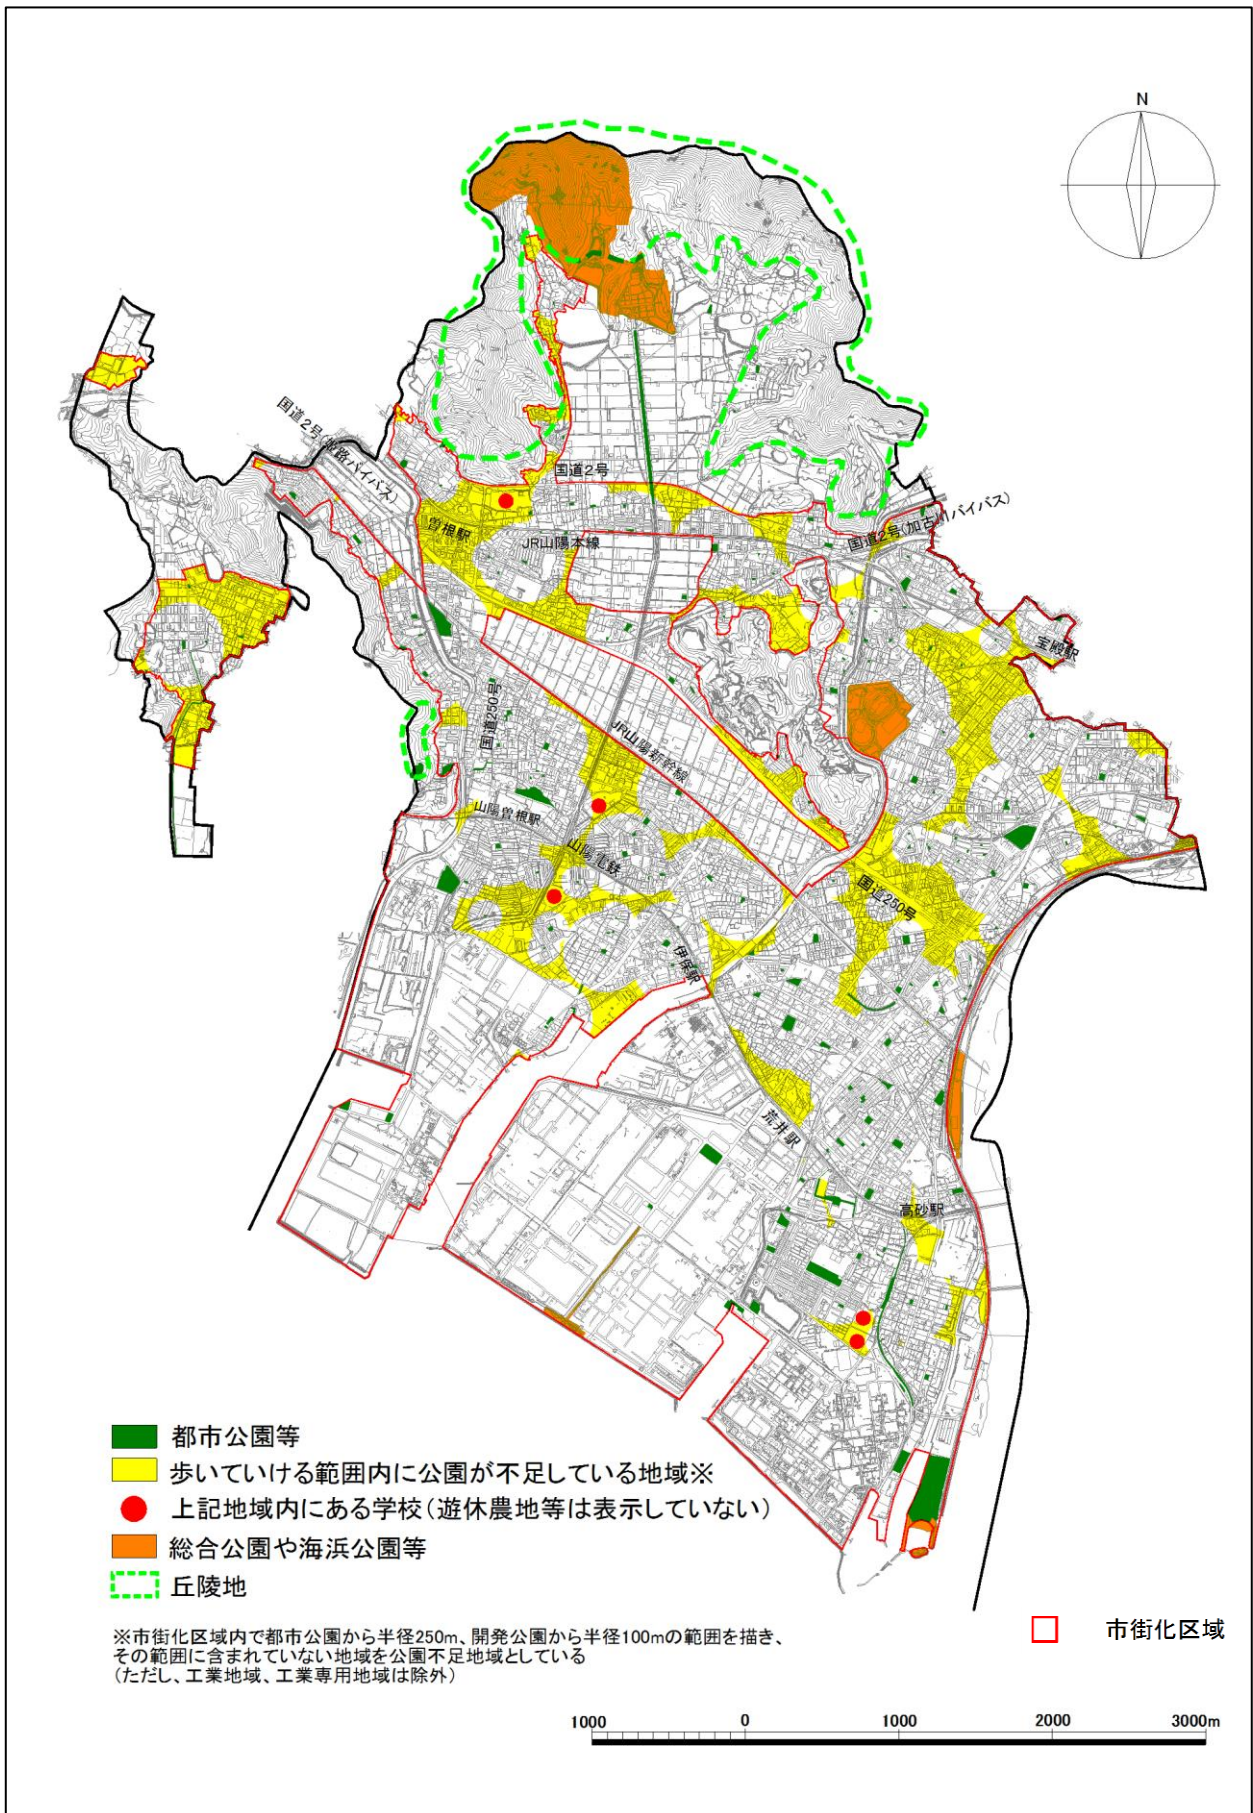 N
国道2号(姫路バイパス)
国道2号
曽根駅
JR山陽本線
国道2号(加古川バイパス)
宝殿駅
国道250号
JR山陽新幹線
山陽曽根駅
山陽電鉄
国道250号
伊保駅
荒井駅
高砂駅
都市公園等
歩いていける範囲内に公園が不足している地域※
上記地域内にある学校(遊休農地等は表示していない)
総合公園や海浜公園等
丘陵地
※市街化区域内で都市公園から半径250m、開発公園から半径100mの範囲を描き、
その範囲に含まれていない地域を公園不足地域としている
(ただし、工業地域、工業専用地域は除外)
市街化区域
1000 0 1000 2000 3000m